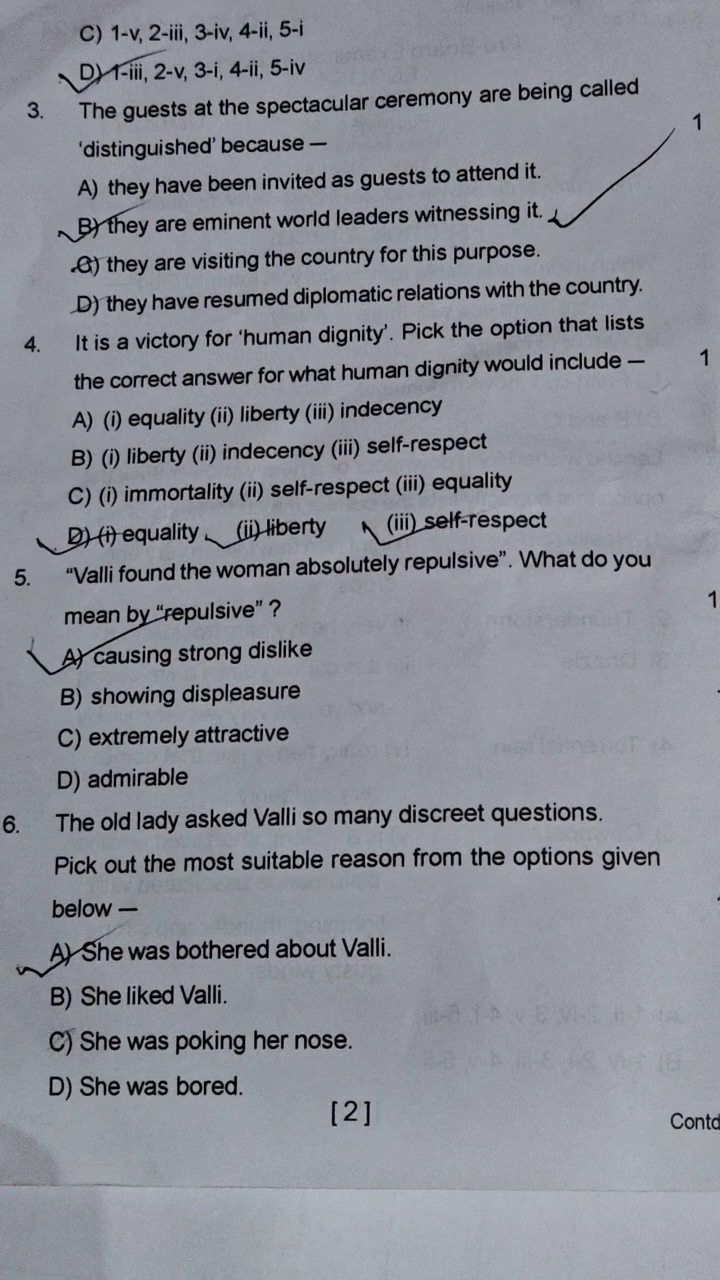 C) 1-v, 2-iii, 3-iv, 4-ii, 5-i
D) 1-iii, 2-v, 3-i, 4-ii, 5-iv
3. The guests at the spectacular ceremony are being called
'distinguished' because — 1
A) they have been invited as guests to attend it.
B) they are eminent world leaders witnessing it.
C) they are visiting the country for this purpose.
D) they have resumed diplomatic relations with the country.
4. It is a victory for 'human dignity'. Pick the option that lists
the correct answer for what human dignity would include — 1
A) (i) equality (ii) liberty (iii) indecency
B) (i) liberty (ii) indecency (iii) self-respect
C) (i) immortality (ii) self-respect (iii) equality
D) (i) equality (ii) liberty (iii) self-respect
5. "Valli found the woman absolutely repulsive". What do you
mean by "repulsive" ? 1
A) causing strong dislike
B) showing displeasure
C) extremely attractive
D) admirable
6. The old lady asked Valli so many discreet questions.
Pick out the most suitable reason from the options given
below —
A) She was bothered about Valli.
B) She liked Valli.
C) She was poking her nose.
D) She was bored.
[2]
Contd